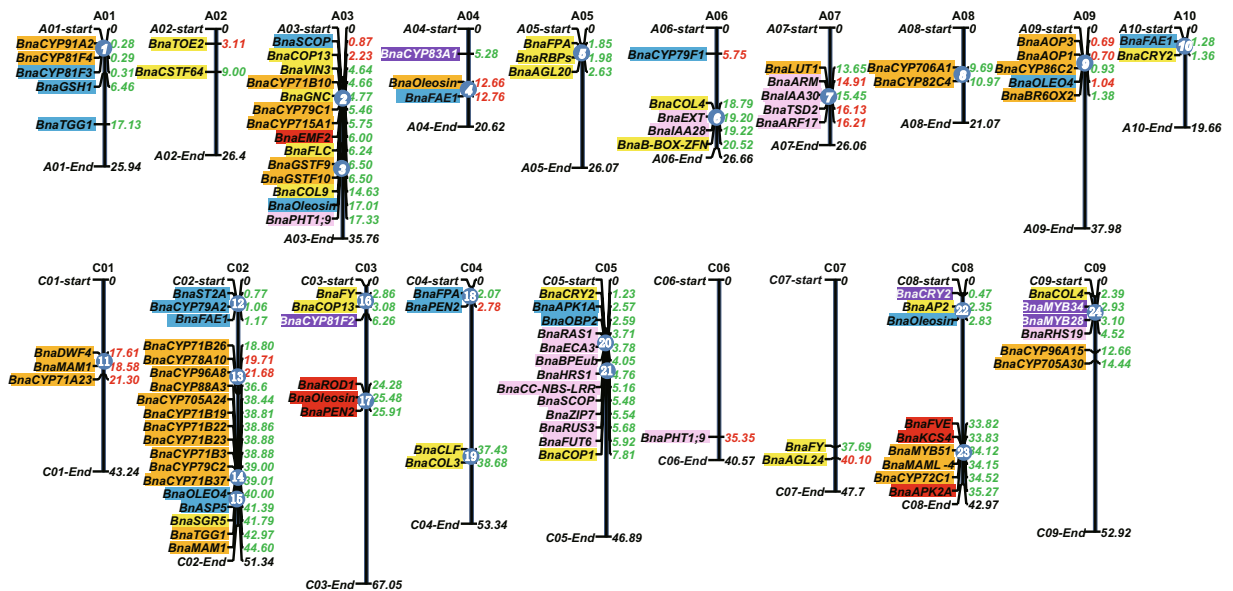 A01
A01-start 0
BnaCYP91A2 0.28
BnaCYP81F4 0.29
BnaCYP81F3 0.31
BnaGSH1 6.46
BnaTGG1 17.13
A01-End 25.94
1
A02
A02-start 0
BnaTOE2 3.11
BnaCSTF64 9.00
A02-End 26.4
A03
A03-start 0
BnaSCOP 0.87
BnaCOP13 2.23
BnaVIN3 4.64
BnaCYP71B10 4.66
BnaGNC 4.77
BnaCYP79C1 5.46
BnaCYP715A1 5.75
BnaEMF2 6.00
BnaFLC 6.24
BnaGSTF9 6.50
BnaGSTF10 6.50
BnaCOL9 14.63
BnaOleosin 17.01
BnaPHT1;9 17.33
A03-End 35.76
2
3
A04
A04-start 0
BnaCYP83A1 5.28
BnaOleosin 12.66
BnaFAE1 12.76
A04-End 20.62
4
A05
A05-start 0
BnaFPA 1.85
BnaRBPs 1.98
BnaAGL20 2.63
A05-End 26.07
5
A06
A06-start 0
BnaCYP79F1 5.75
BnaCOL4 18.79
BnaEXT 19.20
BnaIAA28 19.22
BnaB-BOX-ZFN 20.52
A06-End 26.66
6
A07
A07-start 0
BnaLUT1 13.65
BnaARM 14.91
BnaIAA30 15.45
BnaTSD2 16.13
BnaARF17 16.21
A07-End 26.06
7
A08
A08-start 0
BnaCYP706A1 9.69
BnaCYP82C4 10.97
A08-End 21.07
8
A09
A09-start 0
BnaAOP3 0.69
BnaAOP1 0.70
BnaCYP86C2 0.93
BnaOLEO4 1.04
BnaBR6OX2 1.38
A09-End 37.98
9
A10
A10-start 0
BnaFAE1 1.28
BnaCRY2 1.36
A10-End 19.66
10
C01
C01-start 0
BnaDWF4 17.61
BnaMAM1 18.58
BnaCYP71A23 21.30
C01-End 43.24
11
C02
C02-start 0
BnaST2A 0.77
BnaCYP79A2 1.06
BnaFAE1 1.17
BnaCYP71B26 18.80
BnaCYP78A10 19.71
BnaCYP96A8 21.68
BnaCYP88A3 36.6
BnaCYP705A24 38.44
BnaCYP71B19 38.81
BnaCYP71B22 38.86
BnaCYP71B23 38.88
BnaCYP71B3 38.88
BnaCYP79C2 39.00
BnaCYP71B37 39.01
BnaOLEO4 40.00
BnASP5 41.39
BnaSGR5 41.79
BnaTGG1 42.97
BnaMAM1 44.60
C02-End 51.34
12
13
14
15
C03
C03-start 0
BnaFY 2.86
BnaCOP13 3.08
BnaCYP81F2 6.26
BnaROD1 24.28
BnaOleosin 25.48
BnaPEN2 25.91
C03-End 67.05
16
17
C04
C04-start 0
BnaFPA 2.07
BnaPEN2 2.78
BnaCLF 37.43
BnaCOL3 38.68
C04-End 53.34
18
19
C05
C05-start 0
BnaCRY2 1.23
BnaAPK1A 2.57
BnaOBP2 2.59
BnaRAS1 3.71
BnaECA3 3.78
BnaBPEub 4.05
BnaHRS1 4.76
BnaCC-NBS-LRR 5.16
BnaSCOP 5.48
BnaZIP7 5.54
BnaRUS3 5.68
BnaFUT6 5.92
BnaCOP1 7.81
C05-End 46.89
20
21
C06
C06-start 0
BnaPHT1;9 35.35
C06-End 40.57
C07
C07-start 0
BnaFY 37.69
BnaAGL24 40.10
C07-End 47.7
C08
C08-start 0
BnaCRY2 0.47
BnaAP2 2.35
BnaOleosin 2.83
BnaFVE 33.82
BnaKCS4 33.83
BnaMYB51 34.12
BnaMAML -4 34.15
BnaCYP72C1 34.52
BnaAPK2A 35.27
C08-End 42.97
22
23
C09
C09-start 0
BnaCOL4 2.39
BnaMYB34 2.93
BnaMYB28 3.10
BnaRHS19 4.52
BnaCYP96A15 12.66
BnaCYP705A30 14.44
C09-End 52.92
24